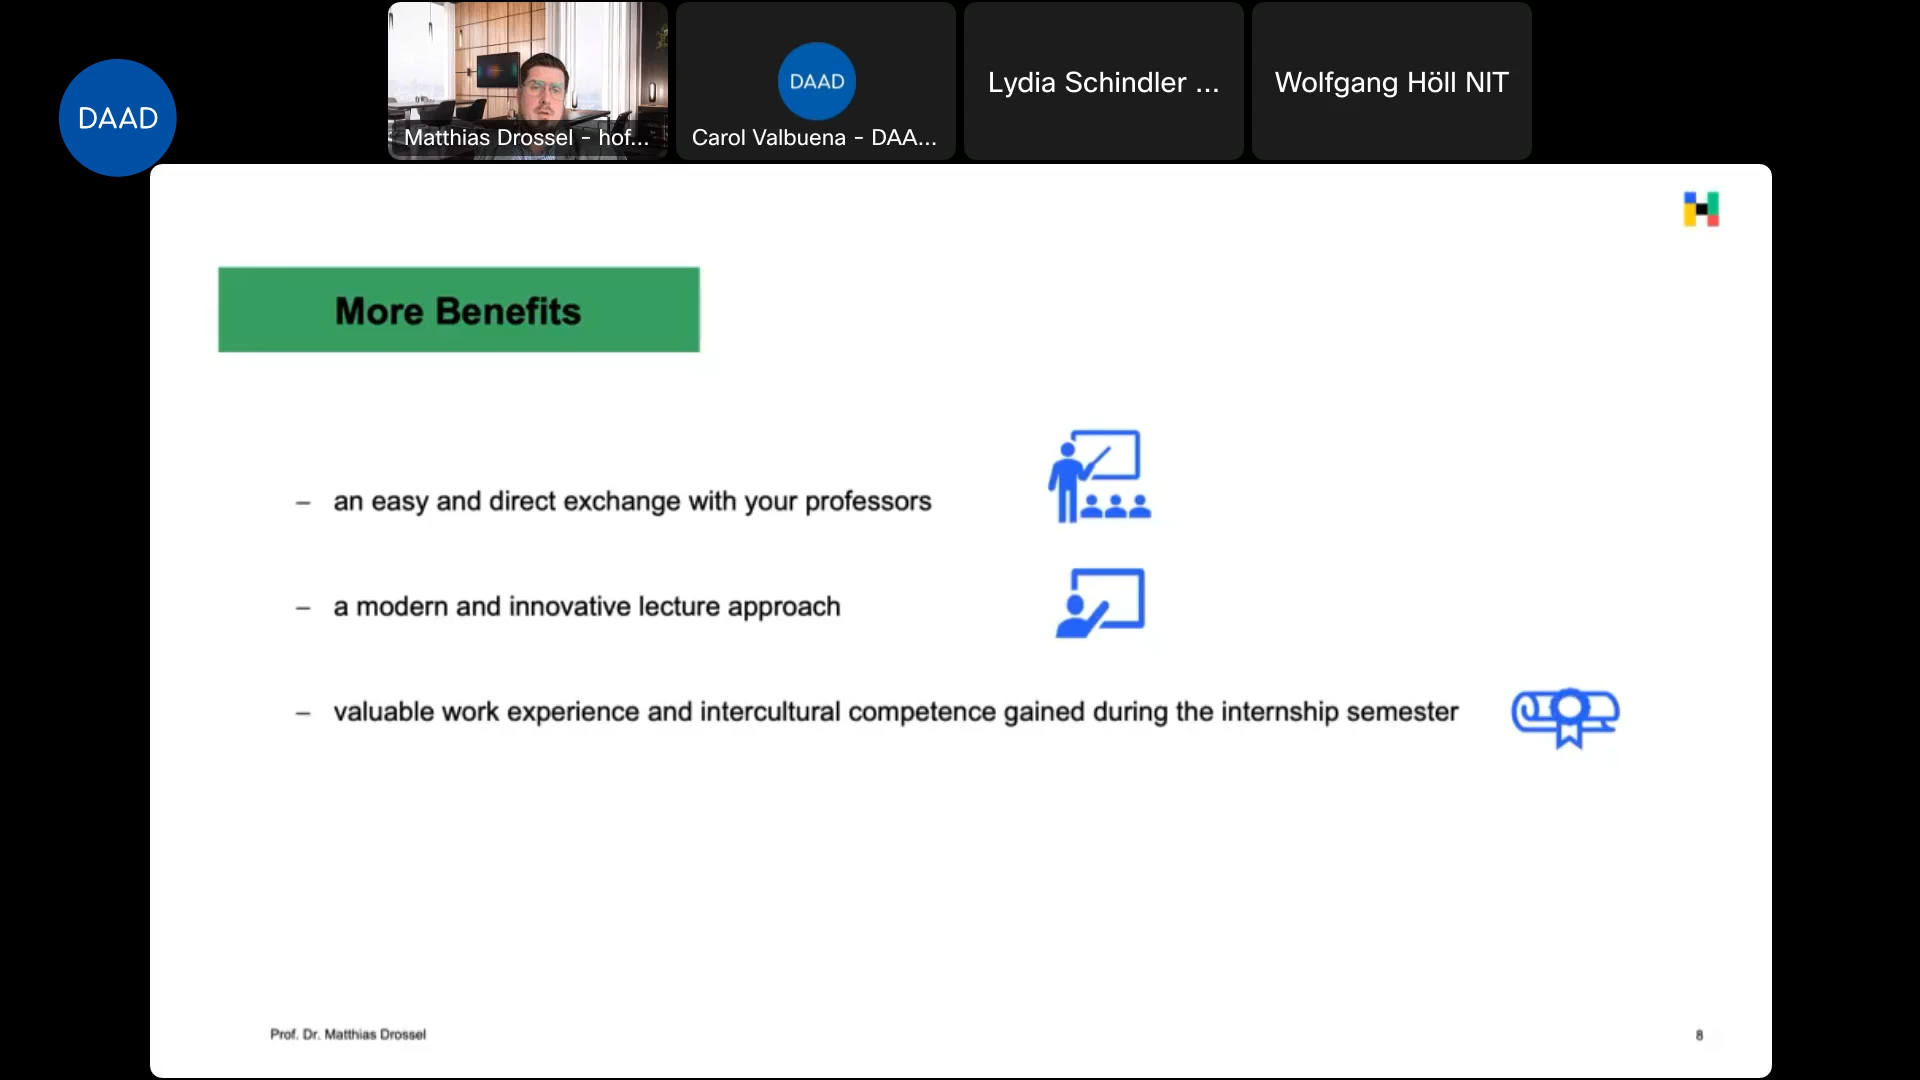 DAAD
Matthias Drossel - hof...
DAAD
Carol Valbuena - DAA...
Lydia Schindler ...
Wolfgang Höll NIT
More Benefits
– an easy and direct exchange with your professors
– a modern and innovative lecture approach
– valuable work experience and intercultural competence gained during the internship semester
Prof. Dr. Matthias Drossel
8